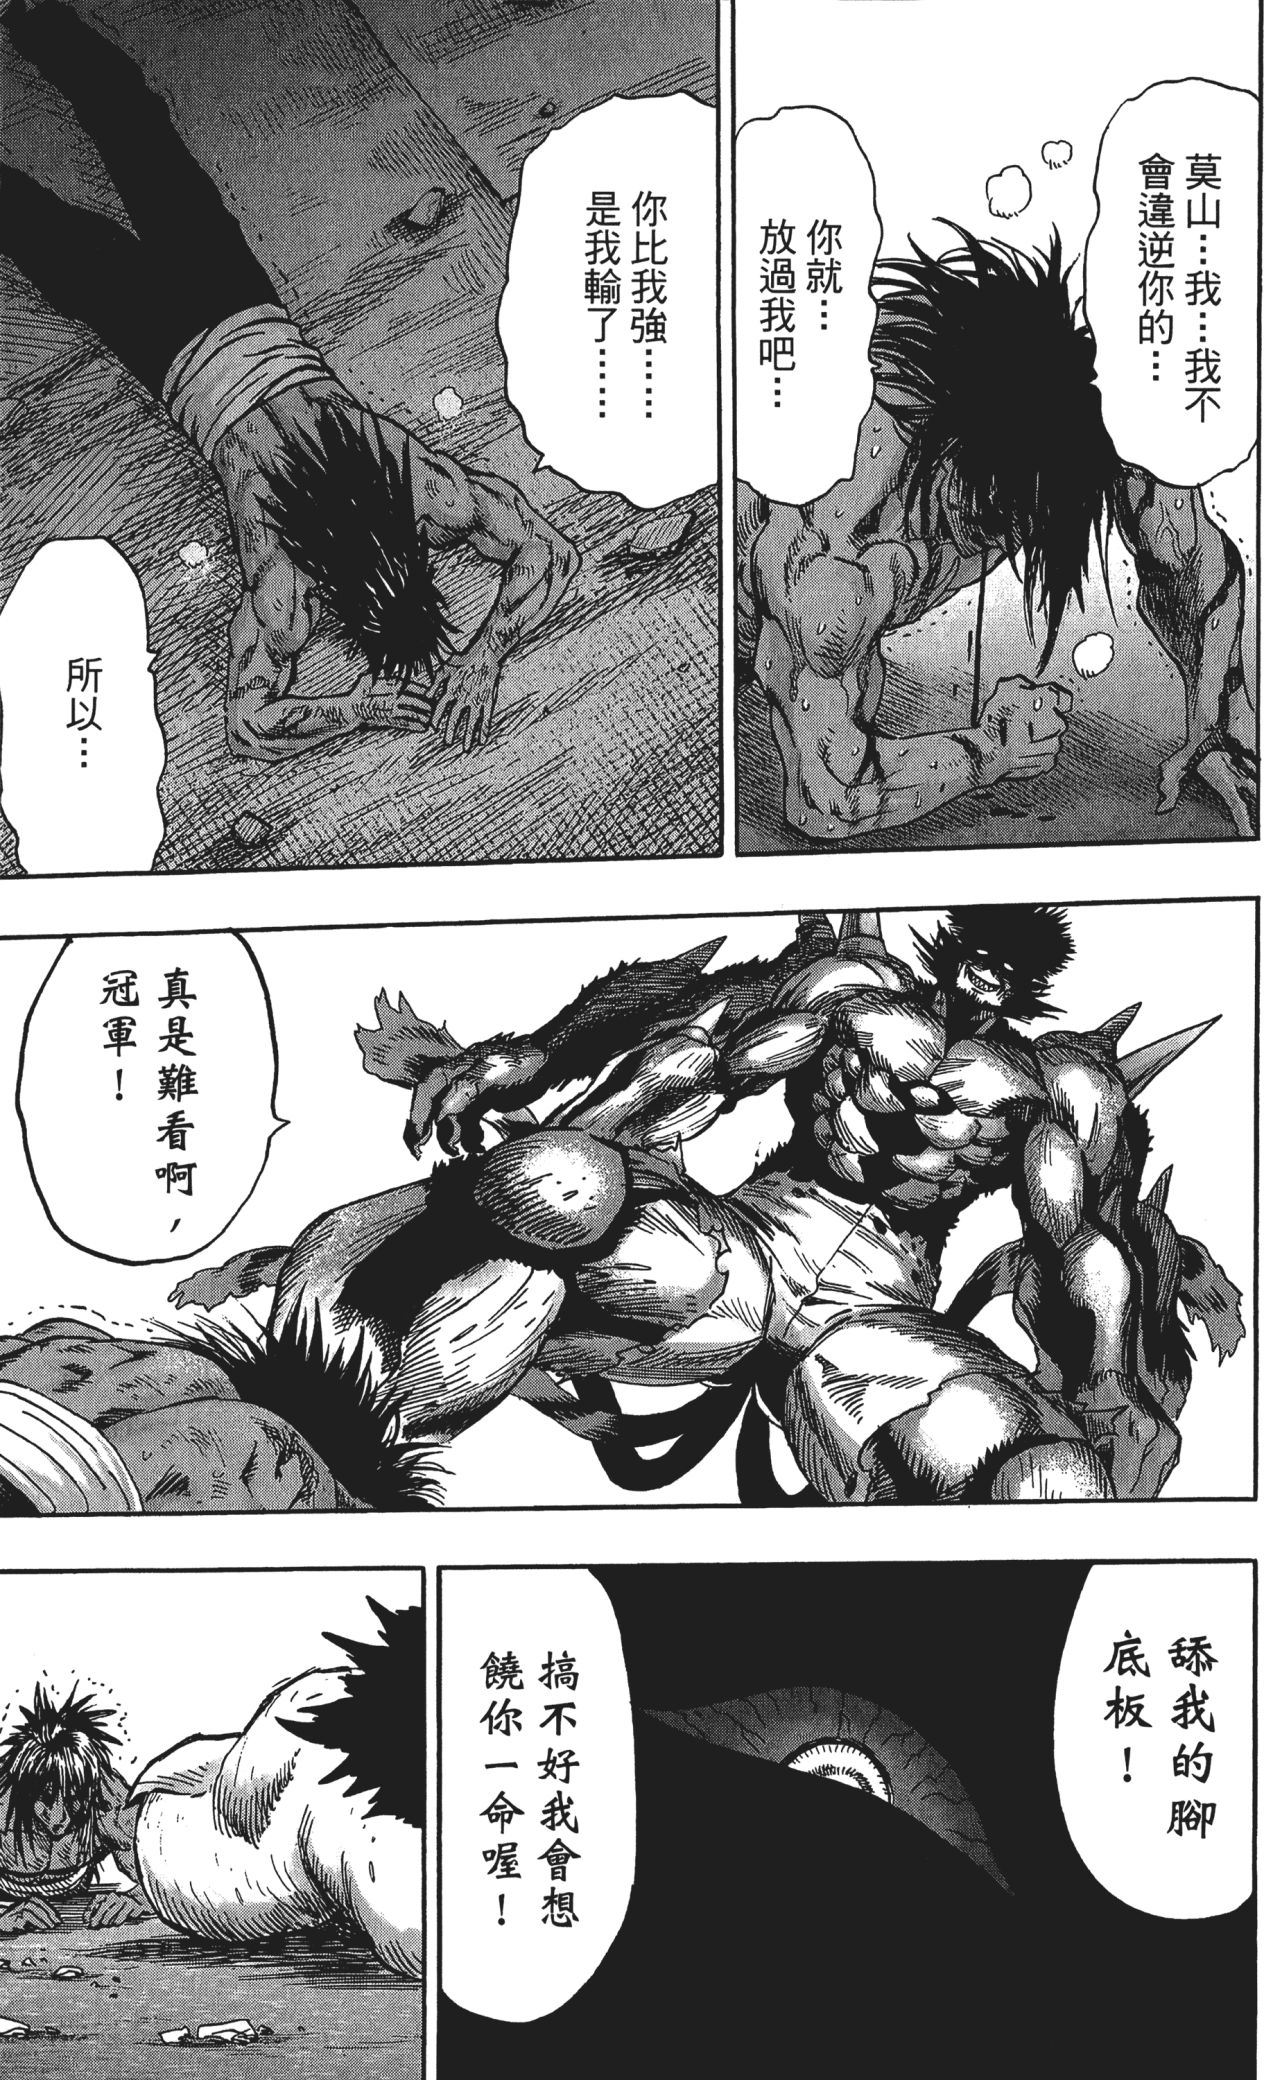 莫山…我…我不
會違逆你的…
你就…
放過我吧…
你比我強……
是我輸了……
所以…
真是難看啊，
冠軍！
舔我的腳
底板！
搞不好我會想
饒你一命喔！